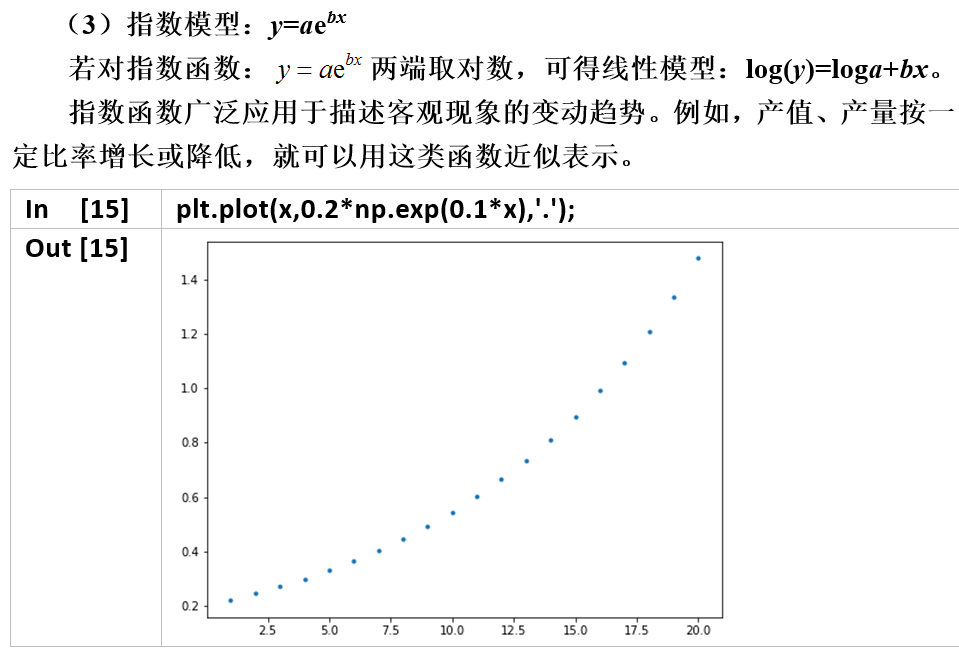 （3）指数模型：y=ae^bx
若对指数函数： y = ae^bx 两端取对数，可得线性模型：log(y)=loga+bx。
指数函数广泛应用于描述客观现象的变动趋势。例如，产值、产量按一
定比率增长或降低，就可以用这类函数近似表示。
In [15] plt.plot(x,0.2*np.exp(0.1*x),'.');
Out [15]
1.4
1.2
1.0
0.8
0.6
0.4
0.2
2.5 5.0 7.5 10.0 12.5 15.0 17.5 20.0